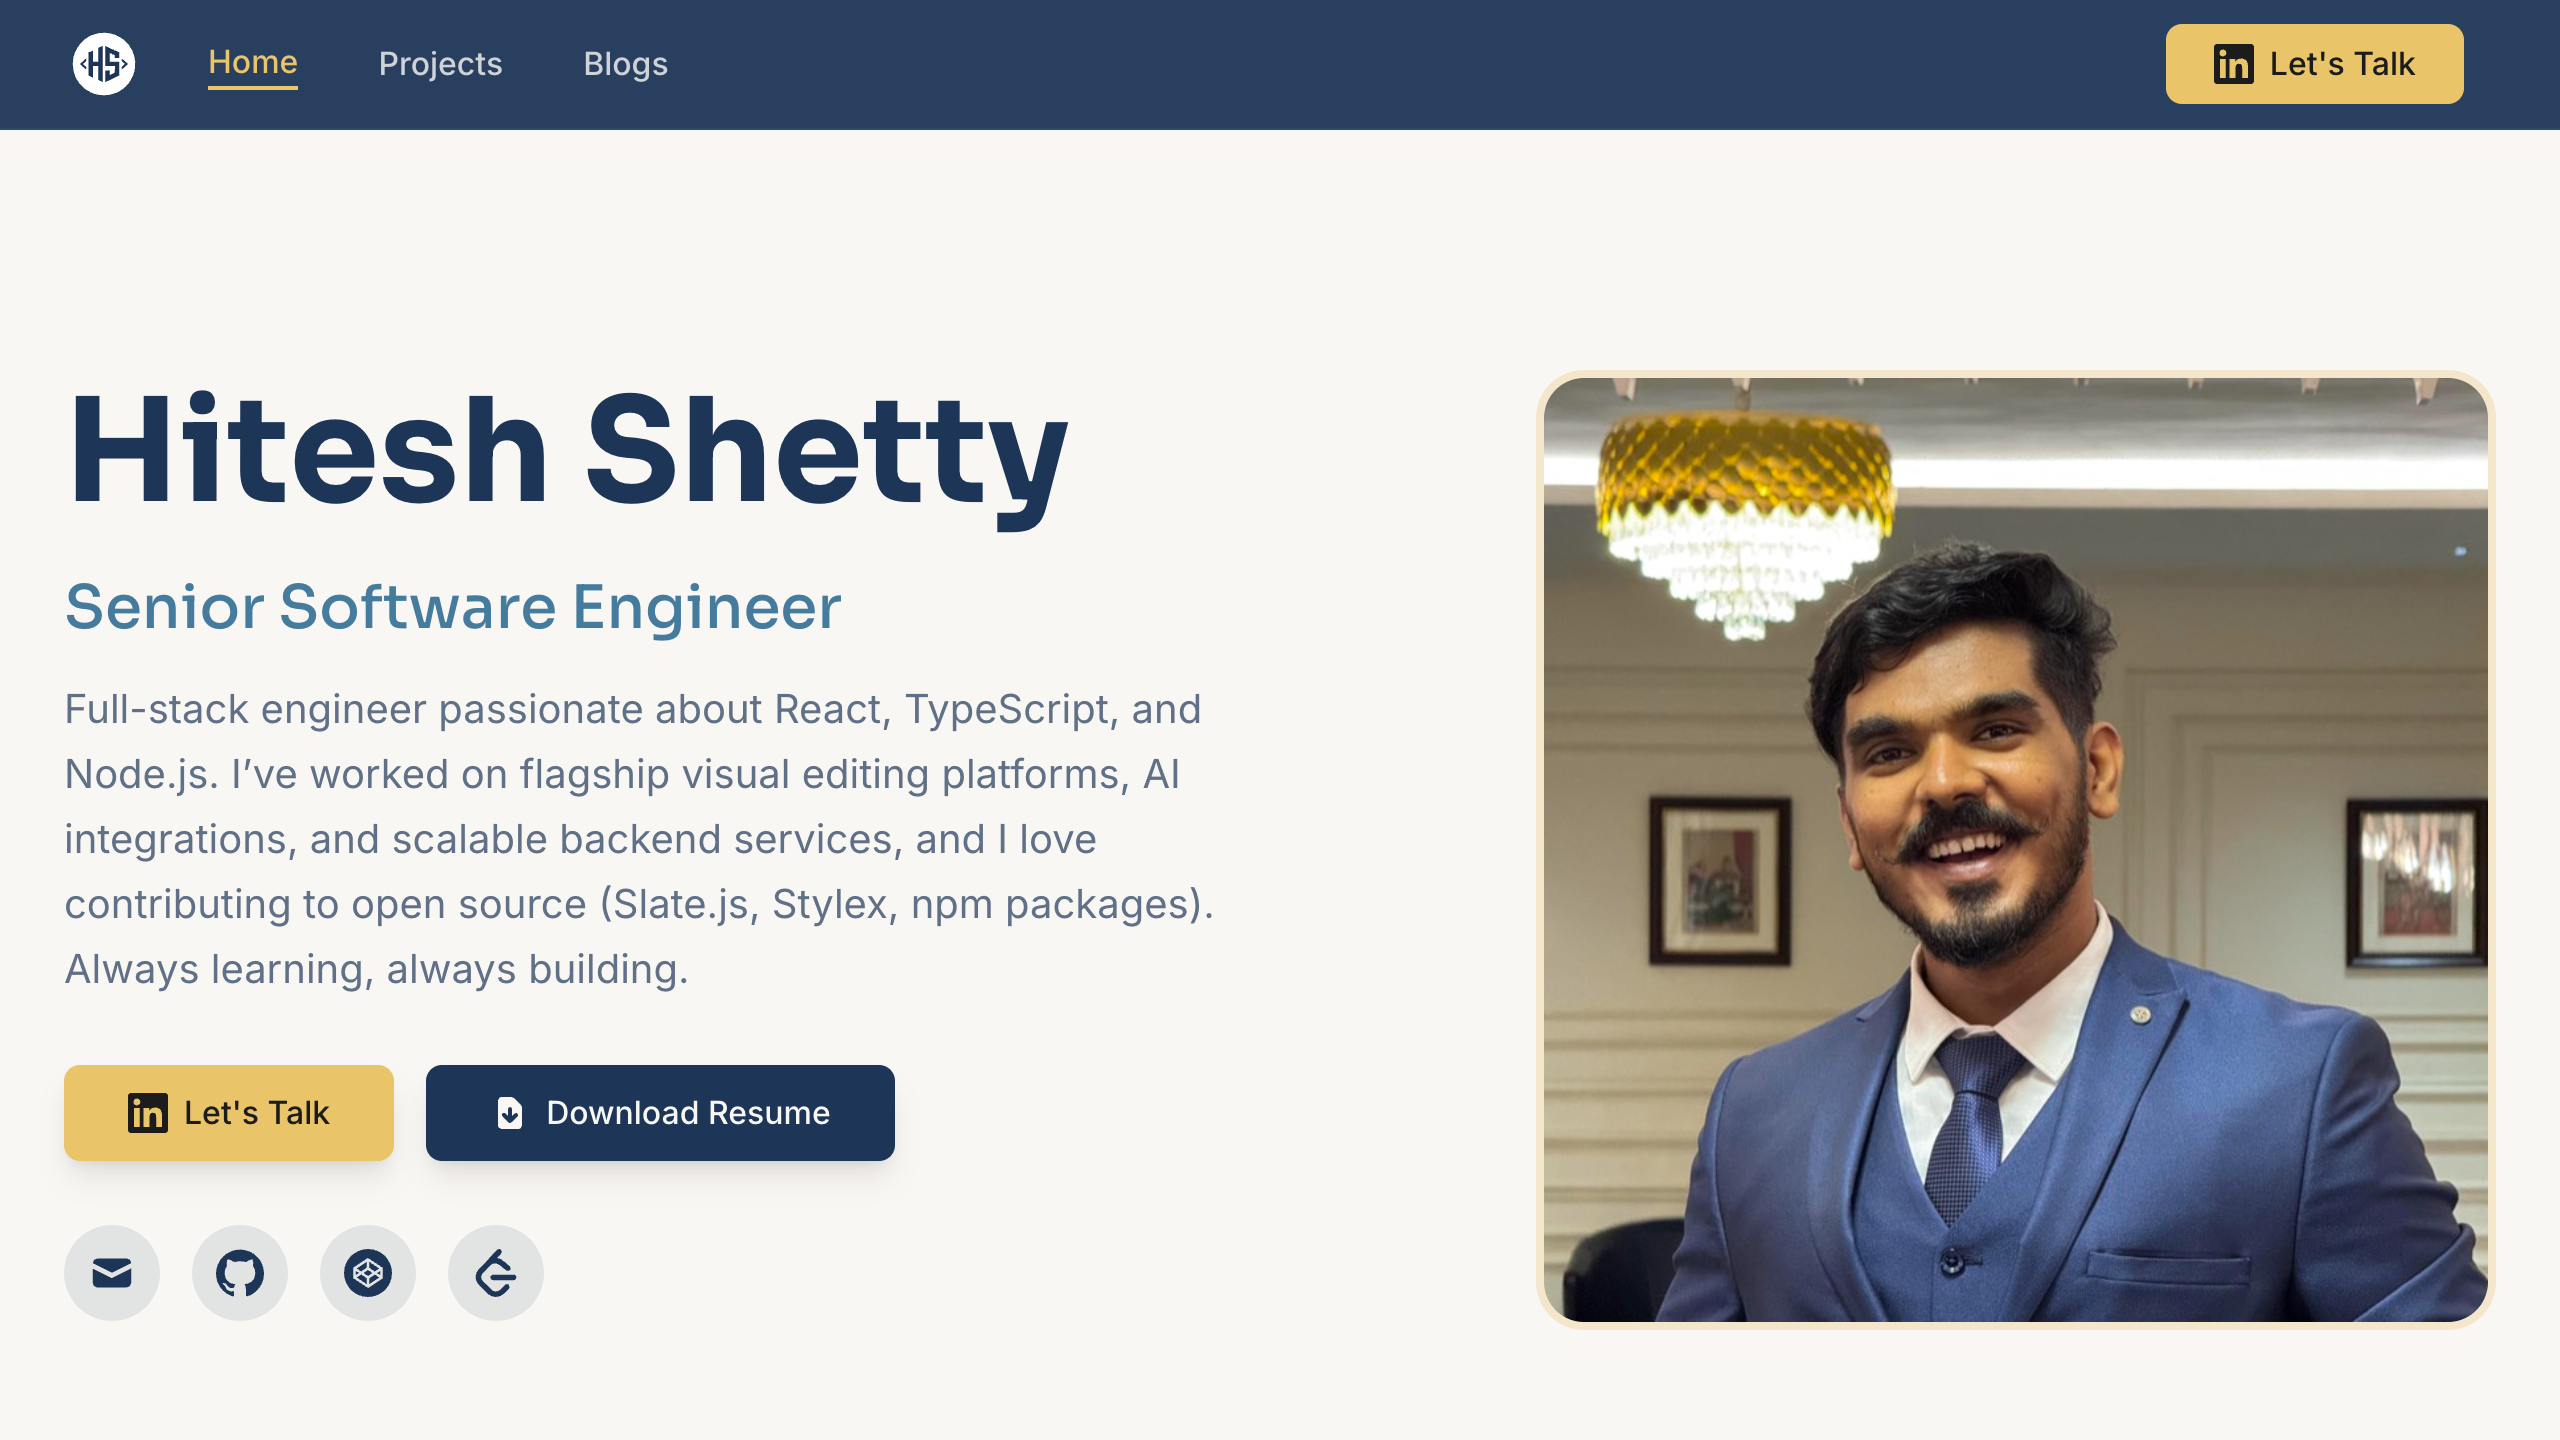 HS
Home
Projects
Blogs
in Let's Talk
Hitesh Shetty
Senior Software Engineer
Full-stack engineer passionate about React, TypeScript, and
Node.js. I’ve worked on flagship visual editing platforms, AI
integrations, and scalable backend services, and I love
contributing to open source (Slate.js, Stylex, npm packages).
Always learning, always building.
in Let's Talk
Download Resume